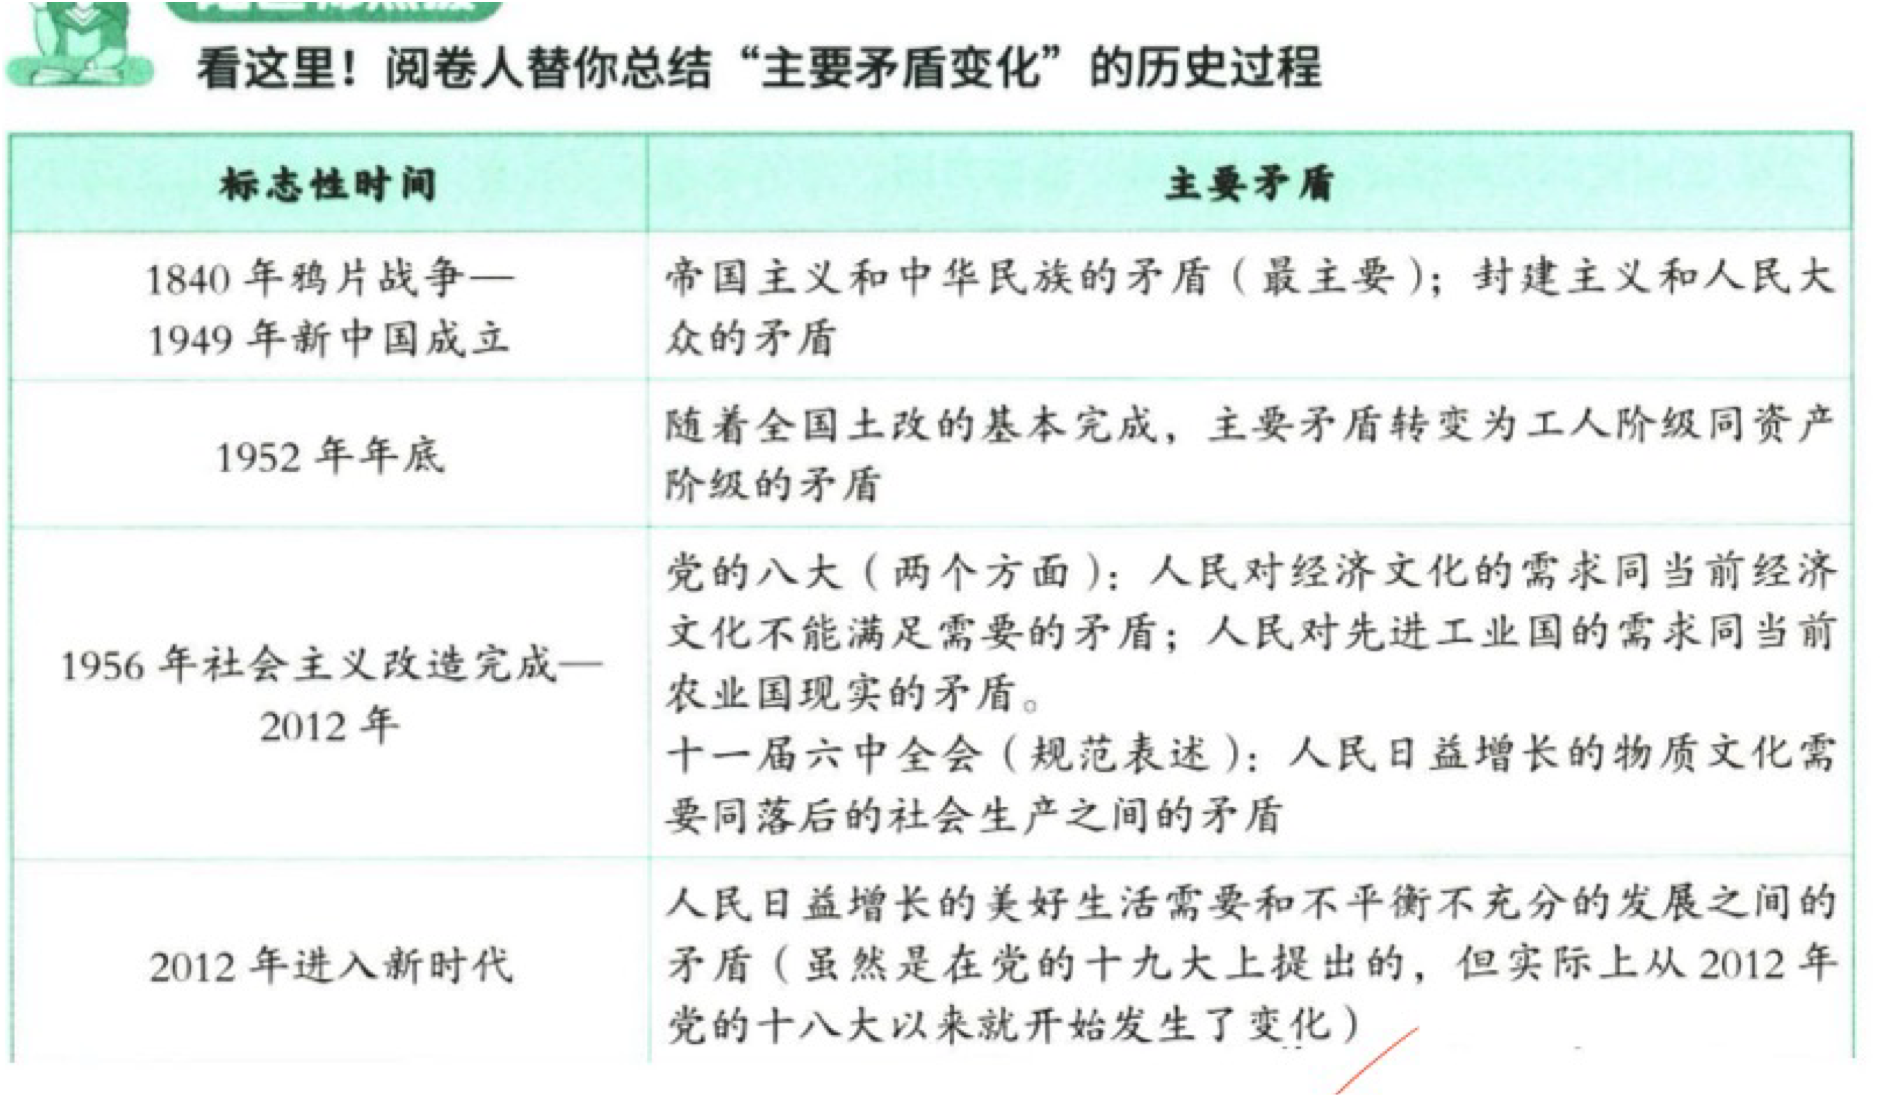 看这里！阅卷人替你总结“主要矛盾变化”的历史过程
标志性时间
主要矛盾
1840 年鸦片战争—
1949 年新中国成立
帝国主义和中华民族的矛盾（最主要）；封建主义和人民大
众的矛盾
1952 年年底
随着全国土改的基本完成，主要矛盾转变为工人阶级同资产
阶级的矛盾
1956 年社会主义改造完成—
2012 年
党的八大（两个方面）：人民对经济文化的需求同当前经济
文化不能满足需要的矛盾；人民对先进工业国的需求同当前
农业国现实的矛盾。
十一届六中全会（规范表述）：人民日益增长的物质文化需
要同落后的社会生产之间的矛盾
2012 年进入新时代
人民日益增长的美好生活需要和不平衡不充分的发展之间的
矛盾（虽然是在党的十九大上提出的，但实际上从 2012 年
党的十八大以来就开始发生了变化）